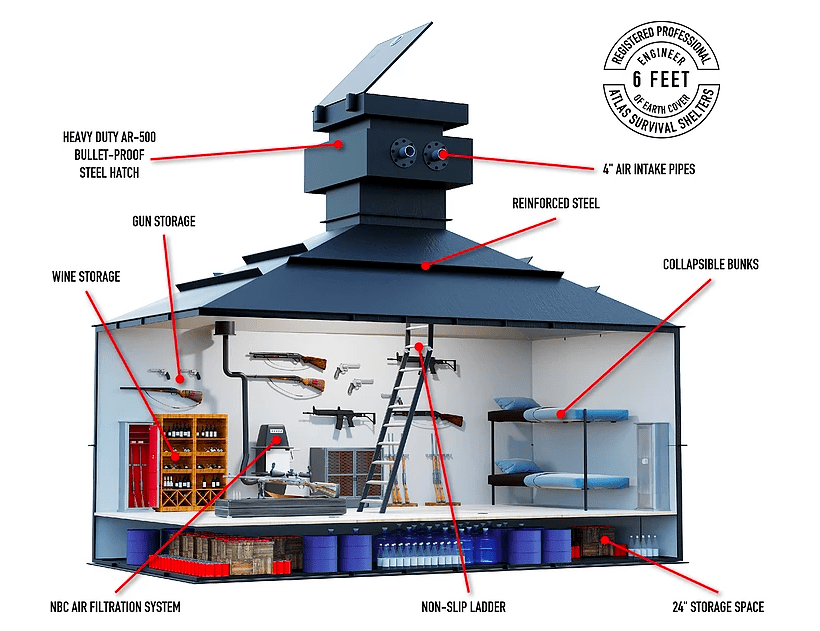 REGISTERED PROFESSIONAL
ENGINEER
6 FEET
OF EARTH COVER
ATLAS SURVIVAL SHELTERS
HEAVY DUTY AR-500
BULLET-PROOF
STEEL HATCH
4" AIR INTAKE PIPES
REINFORCED STEEL
GUN STORAGE
COLLAPSIBLE BUNKS
WINE STORAGE
NBC AIR FILTRATION SYSTEM
NON-SLIP LADDER
24" STORAGE SPACE